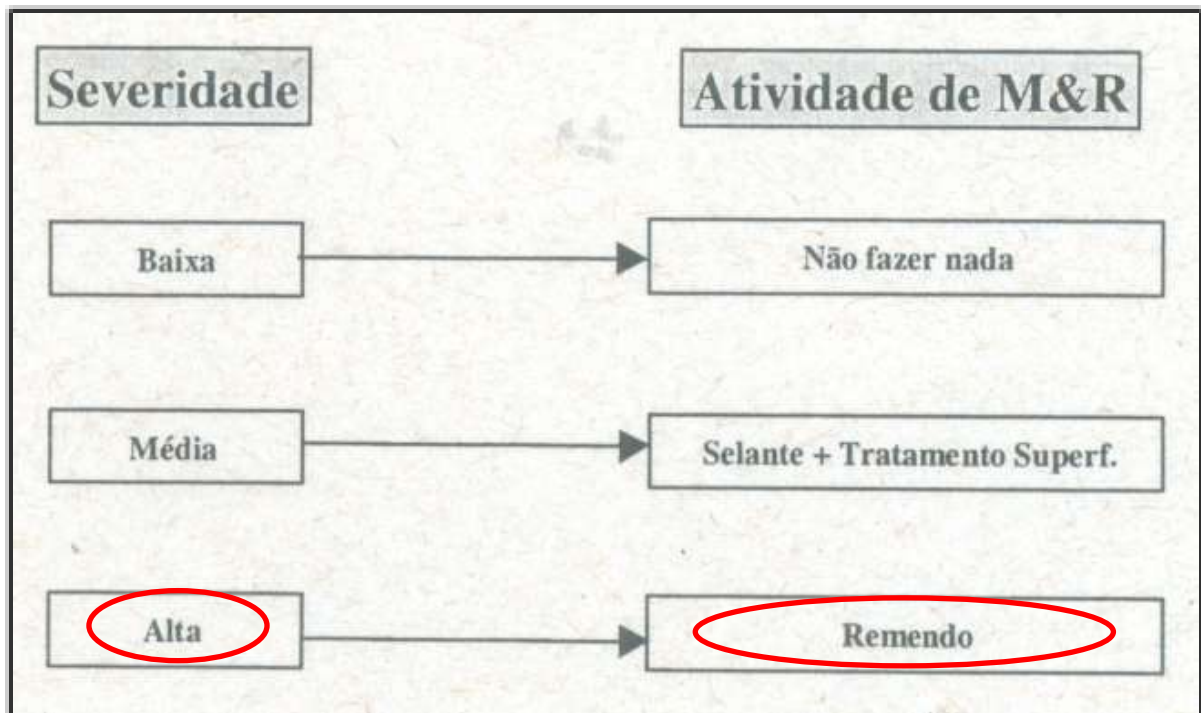 Severidade
Atividade de M&R
Baixa
Não fazer nada
Média
Selante + Tratamento Superf.
Alta
Remendo